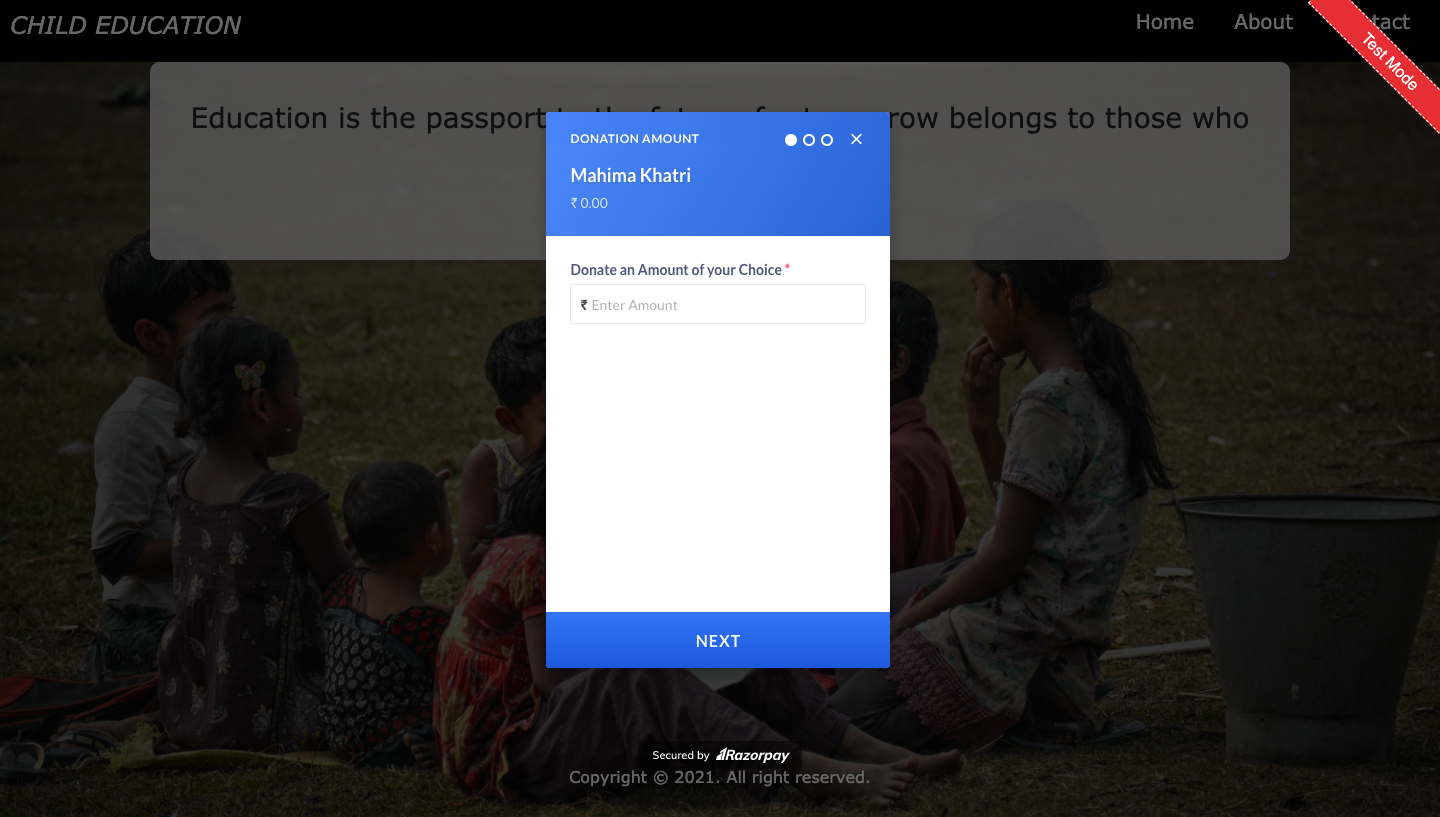 CHILD EDUCATION
Home About tact
Test Mode
Education is the passport row belongs to those who
DONATION AMOUNT
Mahima Khatri
₹ 0.00
Donate an Amount of your Choice *
₹ Enter Amount
NEXT
Secured by Razorpay
Copyright © 2021. All right reserved.